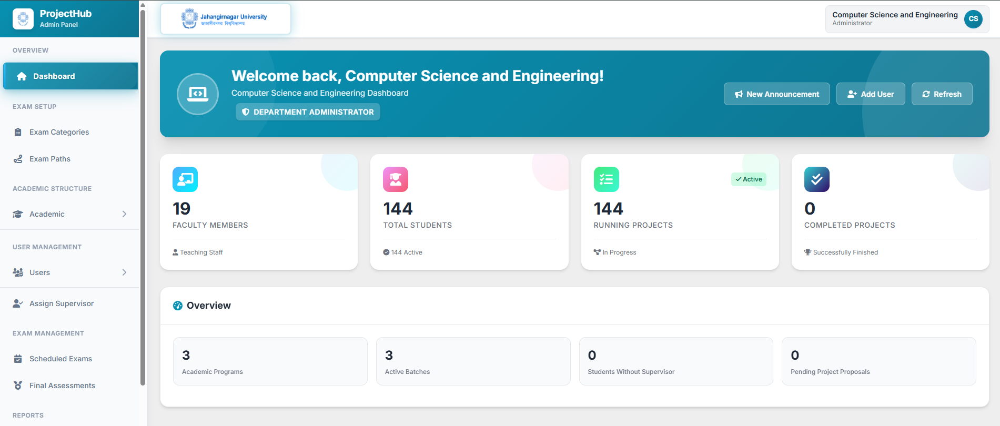 ProjectHub
Admin Panel
OVERVIEW
Dashboard
EXAM SETUP
Exam Categories
Exam Paths
ACADEMIC STRUCTURE
Academic
USER MANAGEMENT
Users
Assign Supervisor
EXAM MANAGEMENT
Scheduled Exams
Final Assessments
REPORTS
Jahangirnagar University
জাহাঙ্গীরনগর বিশ্ববিদ্যালয়
Computer Science and Engineering
Administrator
CS
Welcome back, Computer Science and Engineering!
Computer Science and Engineering Dashboard
DEPARTMENT ADMINISTRATOR
New Announcement
Add User
Refresh
19
FACULTY MEMBERS
Teaching Staff
144
TOTAL STUDENTS
144 Active
Active
144
RUNNING PROJECTS
In Progress
0
COMPLETED PROJECTS
Successfully Finished
Overview
3
Academic Programs
3
Active Batches
0
Students Without Supervisor
0
Pending Project Proposals